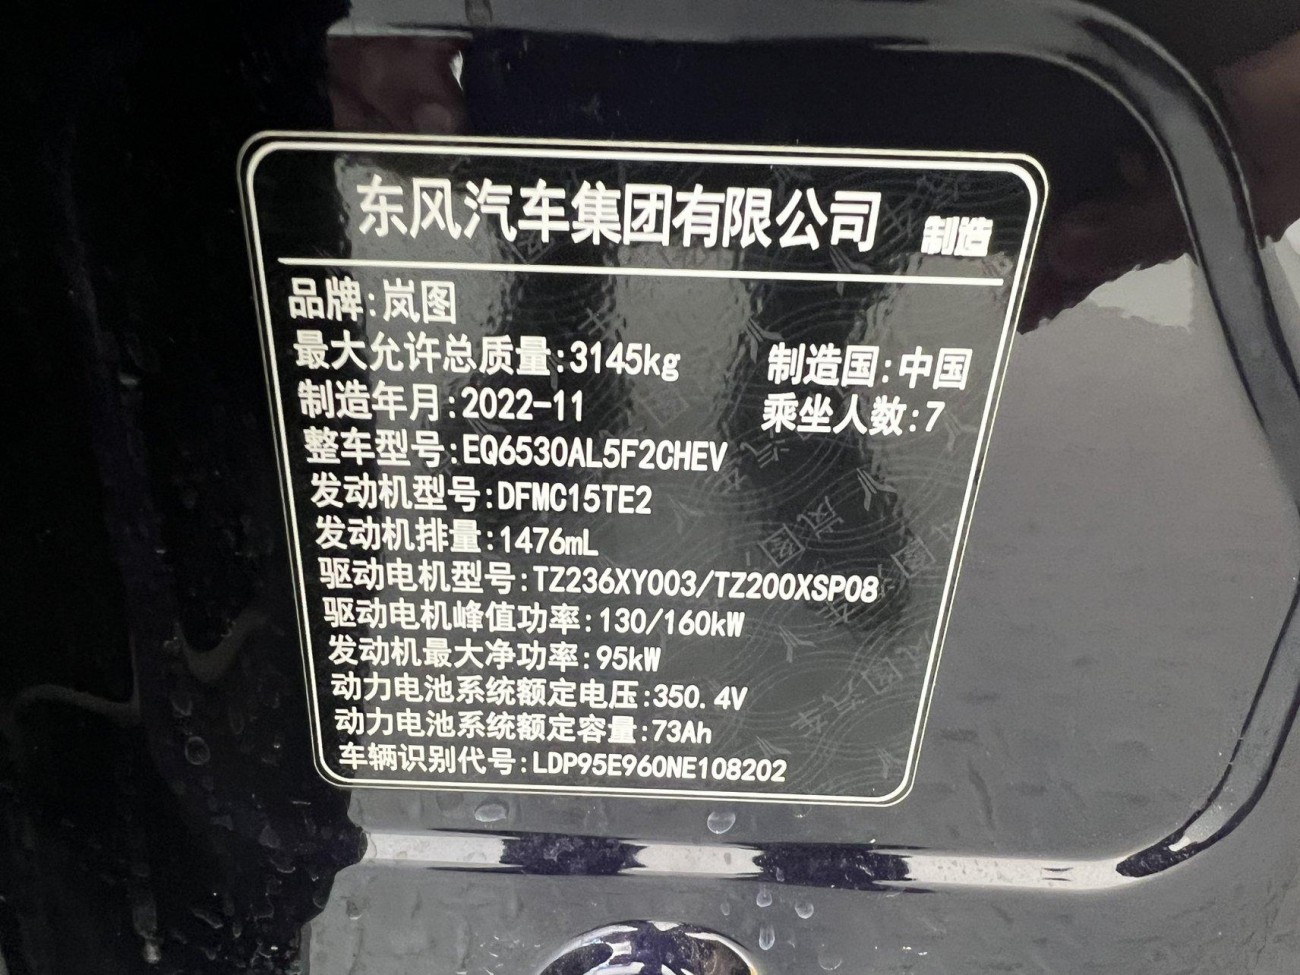 东风汽车集团有限公司 制造
品牌:岚图
最大允许总质量:3145kg 制造国:中国
制造年月:2022-11 乘坐人数:7
整车型号:EQ6530AL5F2CHEV
发动机型号:DFMC15TE2
发动机排量:1476mL
驱动电机型号:TZ236XY003/TZ200XSP08
驱动电机峰值功率:130/160kW
发动机最大净功率:95kW
动力电池系统额定电压:350.4V
动力电池系统额定容量:73Ah
车辆识别代号:LDP95E960NE108202